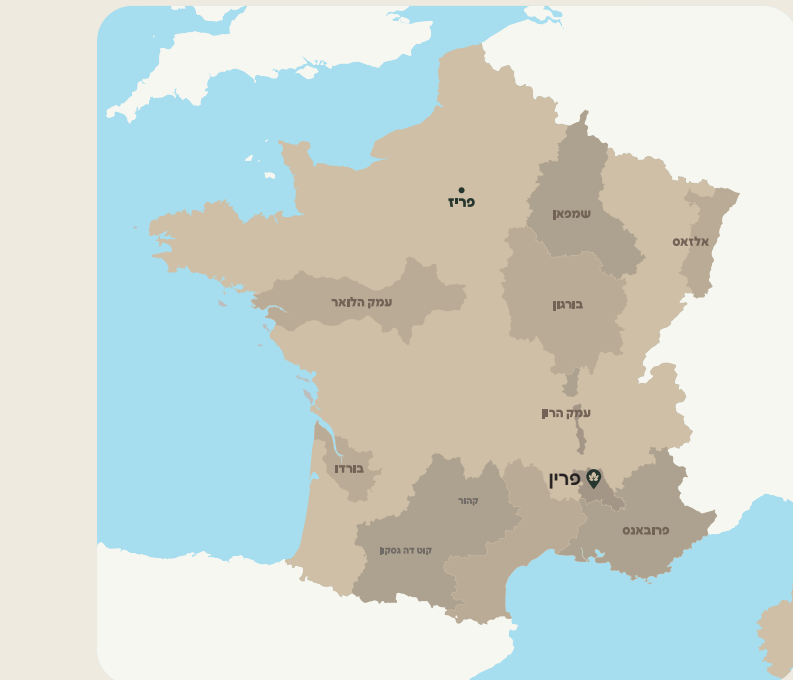 פריז
שמפאן
אלזאס
עמק הלואר
בורגון
עמק הרון
בורדו
פרין
קהור
פרובאנס
קוט דה גסקון